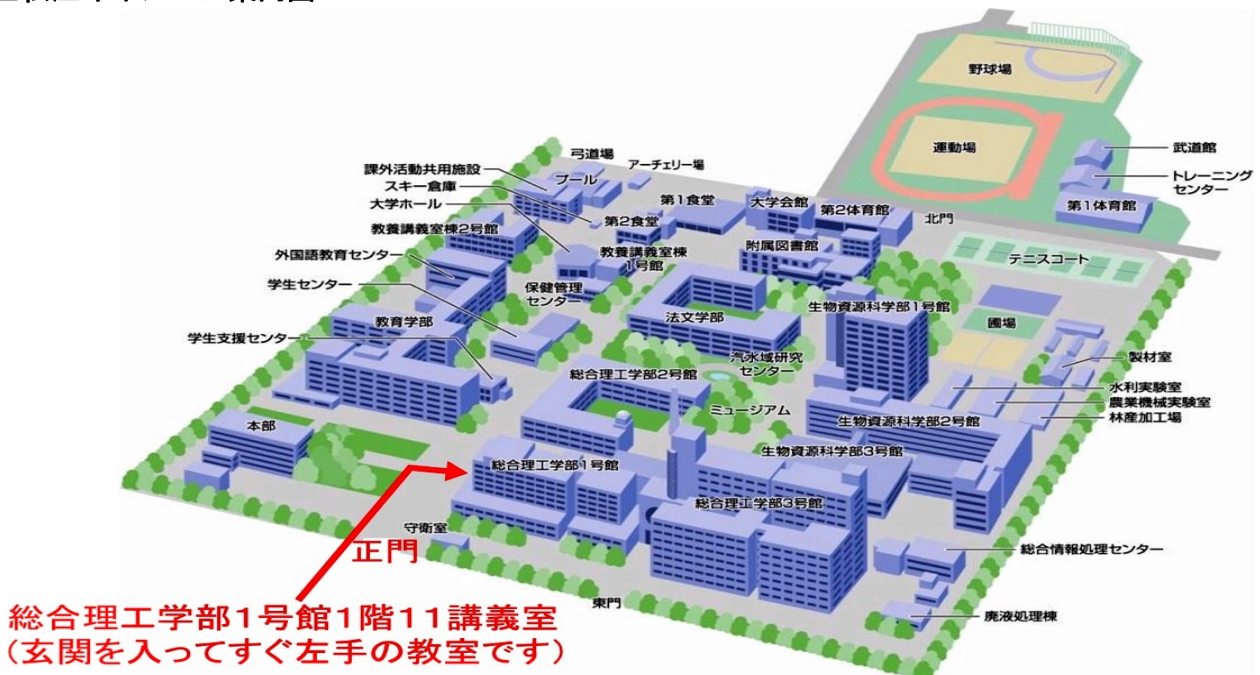 野球場
運動場
武道館
トレーニング
センター
第1体育館
弓道場
アーチェリー場
課外活動共用施設
プール
スキー倉庫
大学ホール
第1食堂
大学会館
第2体育館
北門
教養講義室棟2号館
第2食堂
附属図書館
教養講義室棟
1号館
テニスコート
外国語教育センター
保健管理
センター
学生センター
生物資源科学部1号館
法文学部
教育学部
圃場
学生支援センター
汽水域研究
センター
製材室
総合理工学部2号館
水利実験室
農業機械実験室
林産加工場
ミュージアム
生物資源科学部2号館
本部
生物資源科学部3号館
総合理工学部1号館
総合理工学部3号館
守衛室
正門
総合情報処理センター
東門
廃液処理棟
総合理工学部1号館1階11講義室
(玄関を入ってすぐ左手の教室です)